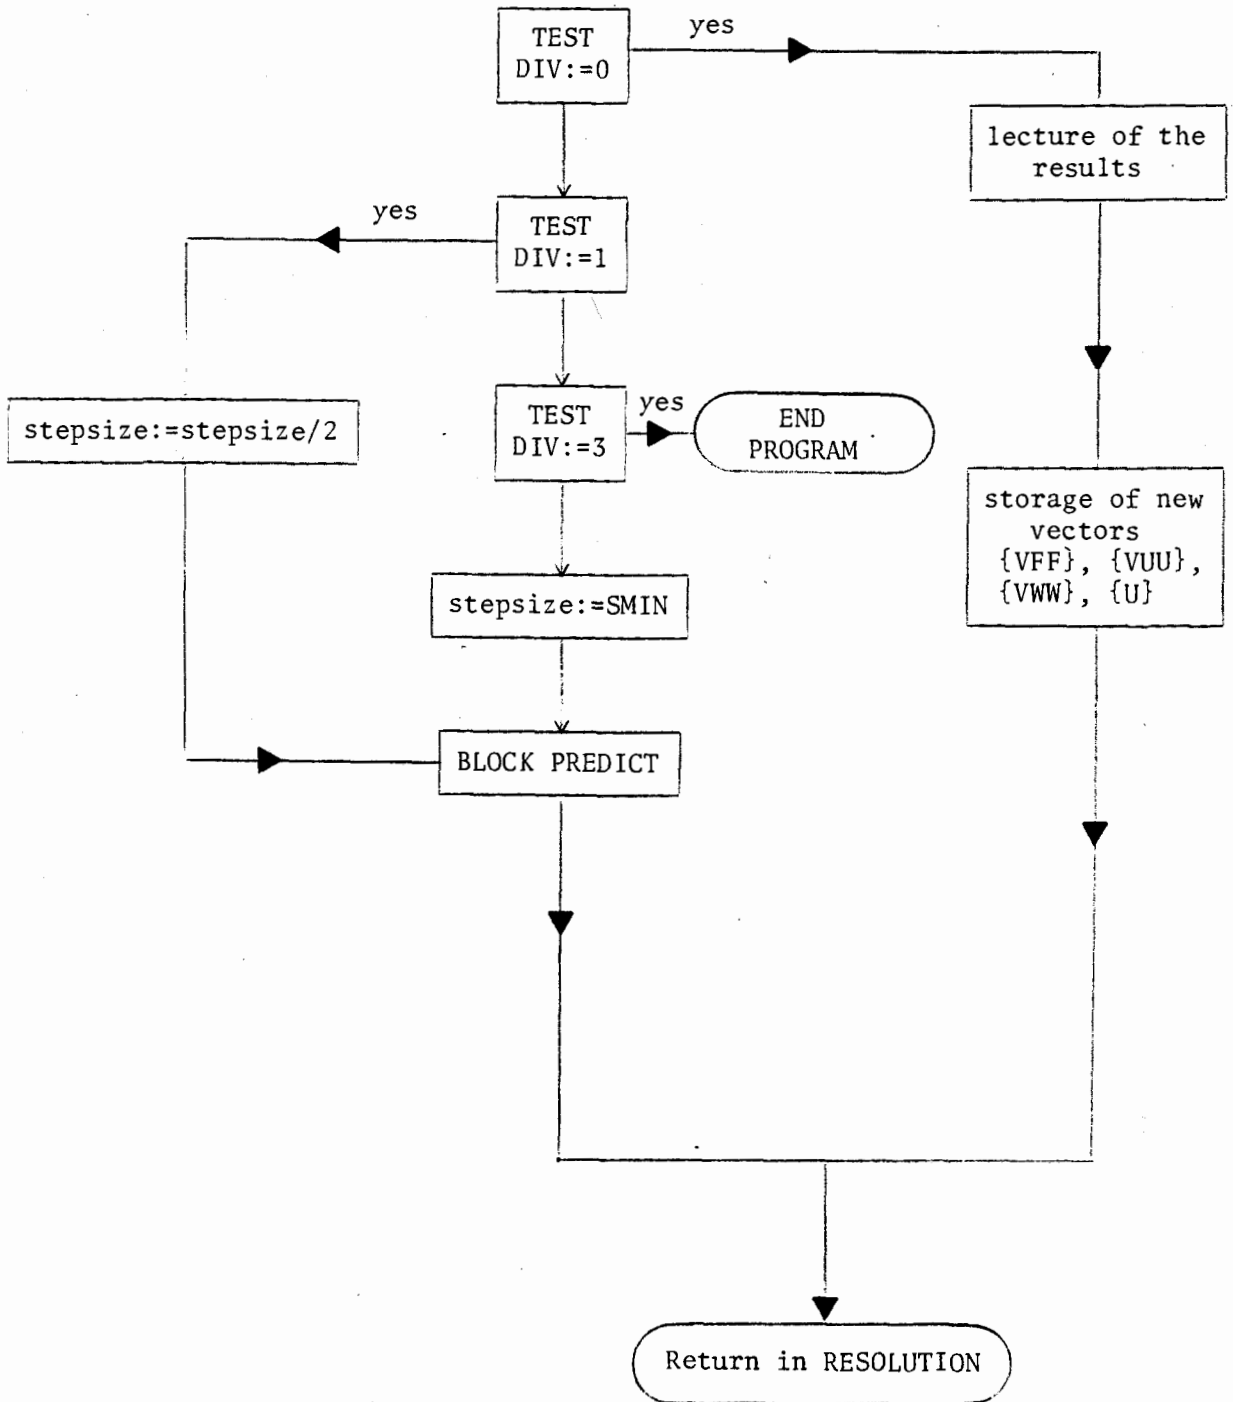 TEST
DIV:=0
yes
lecture of the
results
TEST
DIV:=1
yes
stepsize:=stepsize/2
TEST
DIV:=3
yes
END
PROGRAM
storage of new
vectors
{VFF}, {VUU},
{VWW}, {U}
stepsize:=SMIN
BLOCK PREDICT
Return in RESOLUTION